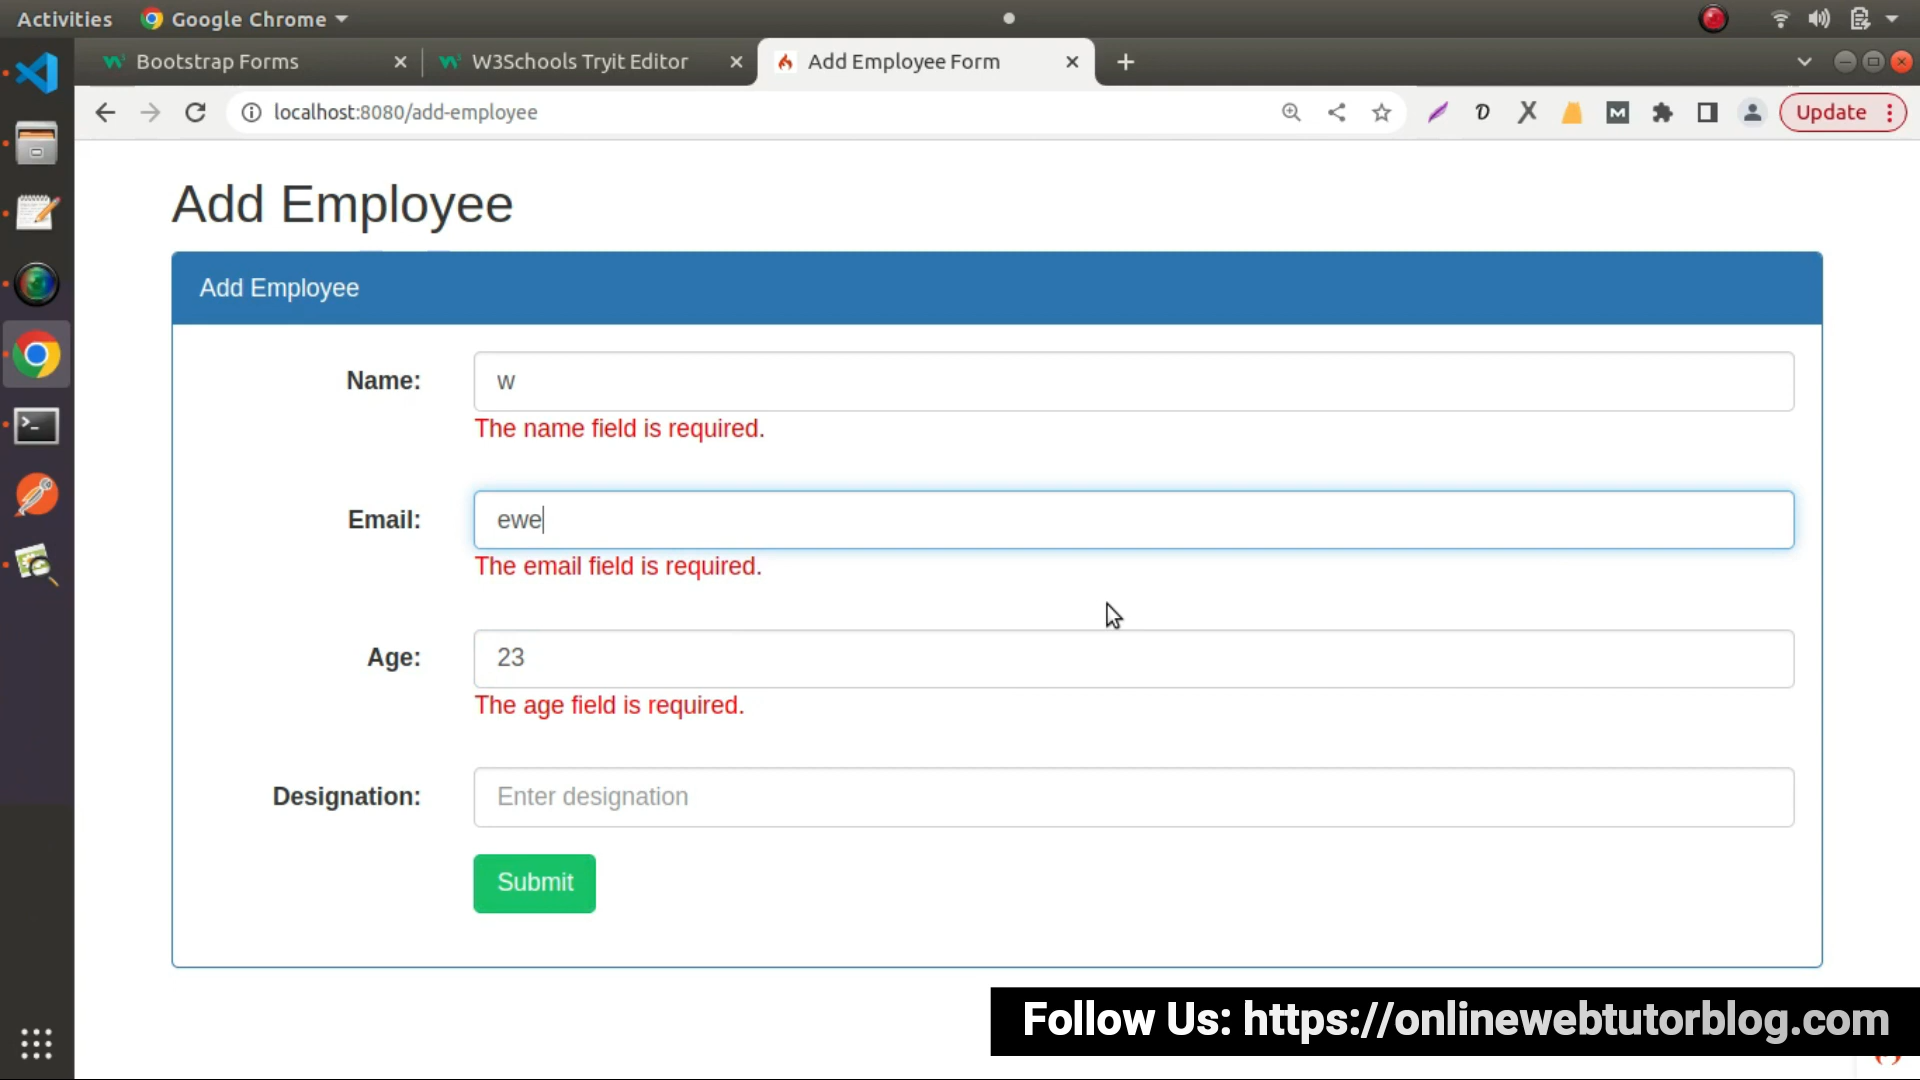 Activities
Google Chrome
Bootstrap Forms
W3Schools Tryit Editor
Add Employee Form
localhost:8080/add-employee
Update
Add Employee
Add Employee
Name:
w
The name field is required.
Email:
ewe
The email field is required.
Age:
23
The age field is required.
Designation:
Enter designation
Submit
Follow Us: https://onlinewebtutorblog.com